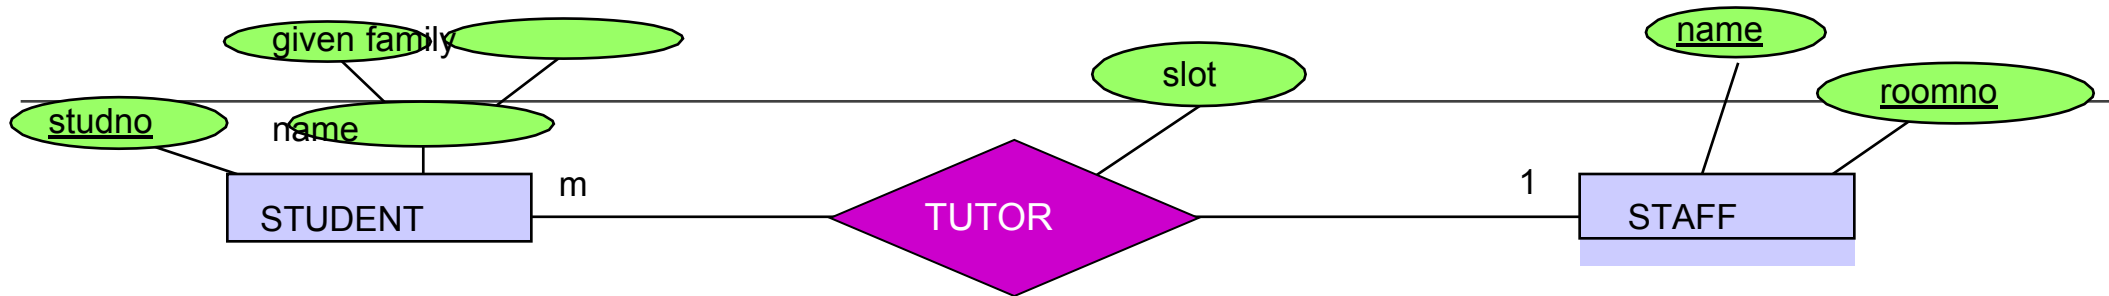 given family
name
slot
roomno
studno
name
m
1
STUDENT
TUTOR
STAFF